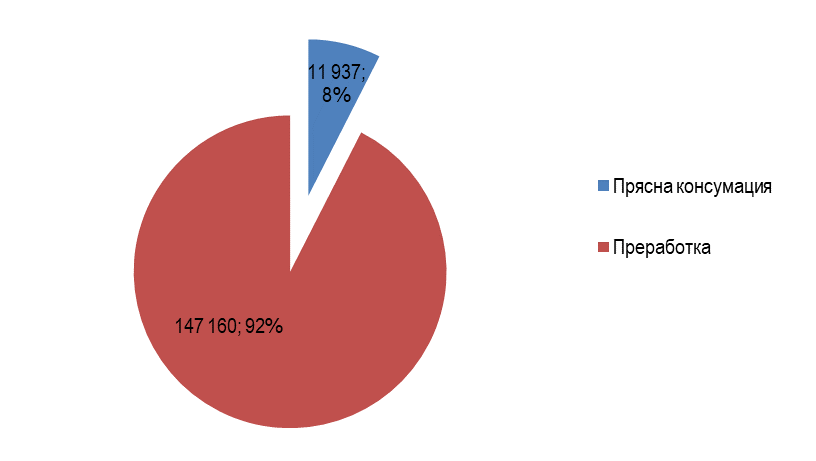 11 937;
8%
Прясна консумация
Преработка
147 160; 92%